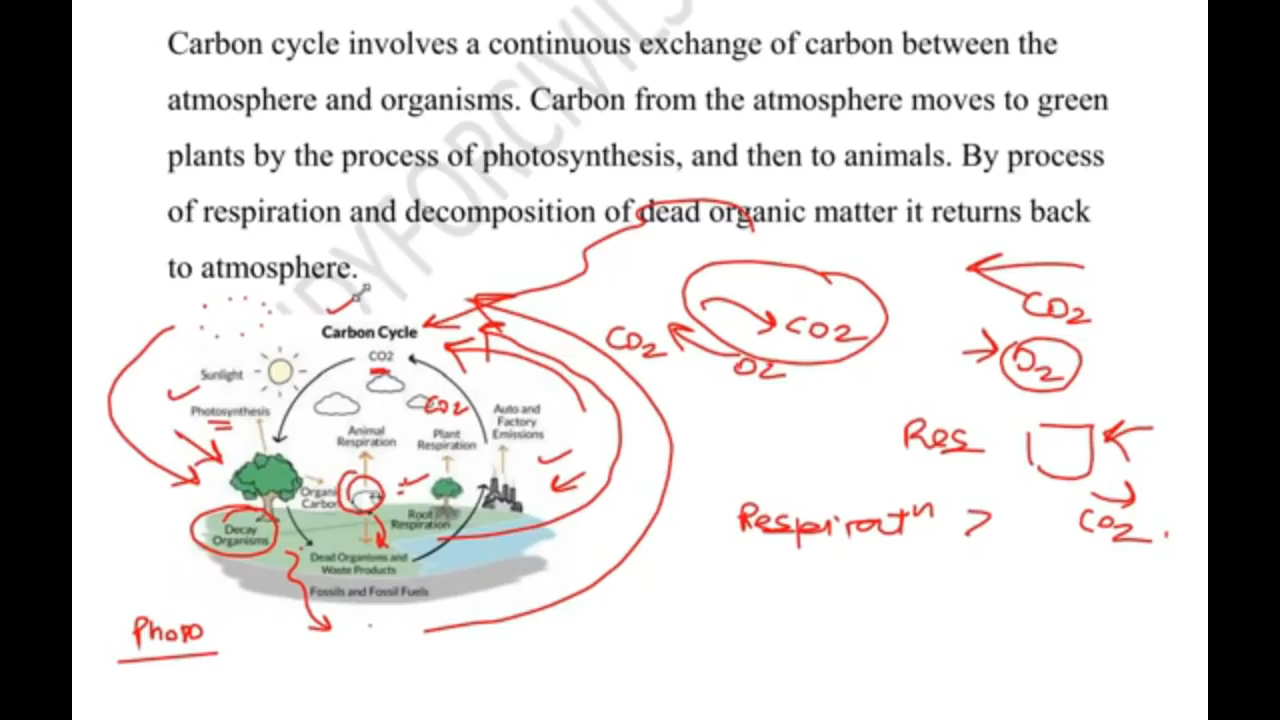 Carbon cycle involves a continuous exchange of carbon between the
atmosphere and organisms. Carbon from the atmosphere moves to green
plants by the process of photosynthesis, and then to animals. By process
of respiration and decomposition of dead organic matter it returns back
to atmosphere.
Carbon Cycle
CO2
Sunlight
Photosynthesis
CO2
Auto and
Factory
Emissions
Animal
Respiration
Plant
Respiration
Organic
Carbon
Root
Respiration
Decay
Organisms
Dead Organisms and
Waste Products
Fossils and Fossil Fuels
Photo
CO2
CO2
O2
CO2
O2
Res
Respiratn >
CO2